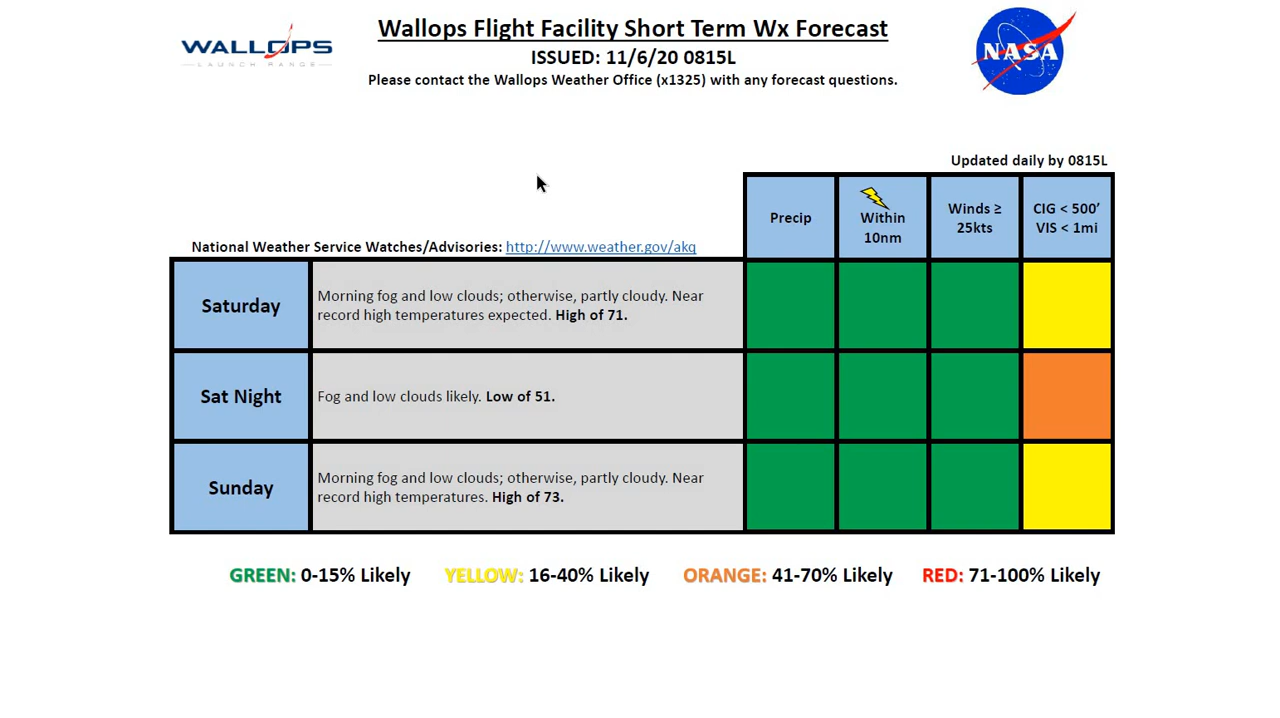 WALLOPS
LAUNCH RANGE
Wallops Flight Facility Short Term Wx Forecast
ISSUED: 11/6/20 0815L
Please contact the Wallops Weather Office (x1325) with any forecast questions.
NASA
Updated daily by 0815L
National Weather Service Watches/Advisories: http://www.weather.gov/akq
Precip
Within
10nm
Winds ≥
25kts
CIG < 500’
VIS < 1mi
Saturday
Morning fog and low clouds; otherwise, partly cloudy. Near
record high temperatures expected. High of 71.
Sat Night
Fog and low clouds likely. Low of 51.
Sunday
Morning fog and low clouds; otherwise, partly cloudy. Near
record high temperatures. High of 73.
GREEN: 0-15% Likely YELLOW: 16-40% Likely ORANGE: 41-70% Likely RED: 71-100% Likely